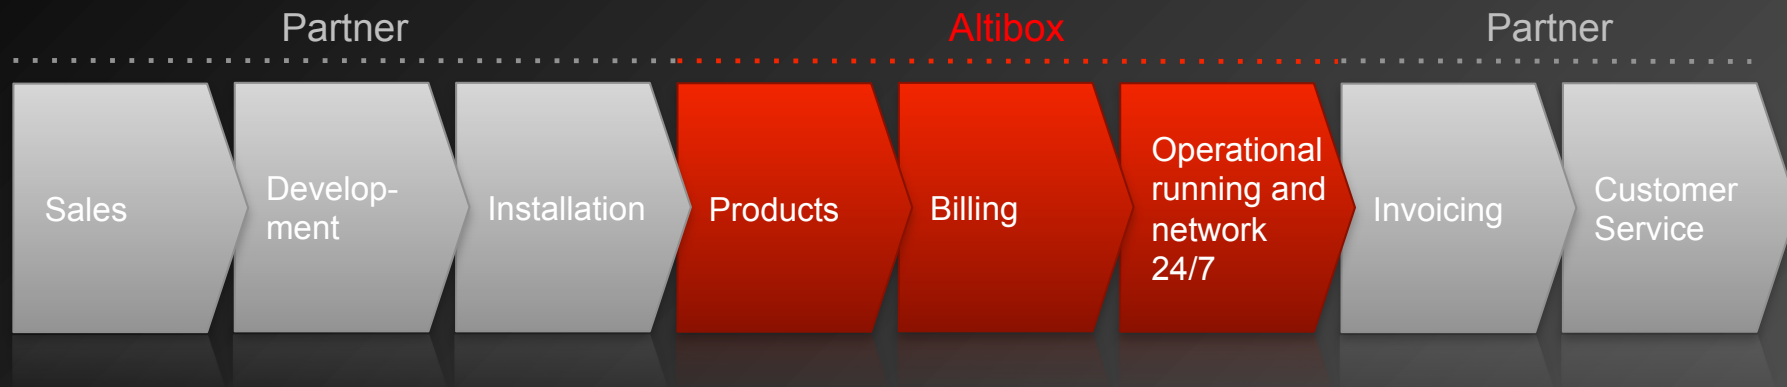 Partner
Altibox
Partner
Sales
Develop-
ment
Installation
Products
Billing
Operational
running and
network
24/7
Invoicing
Customer
Service